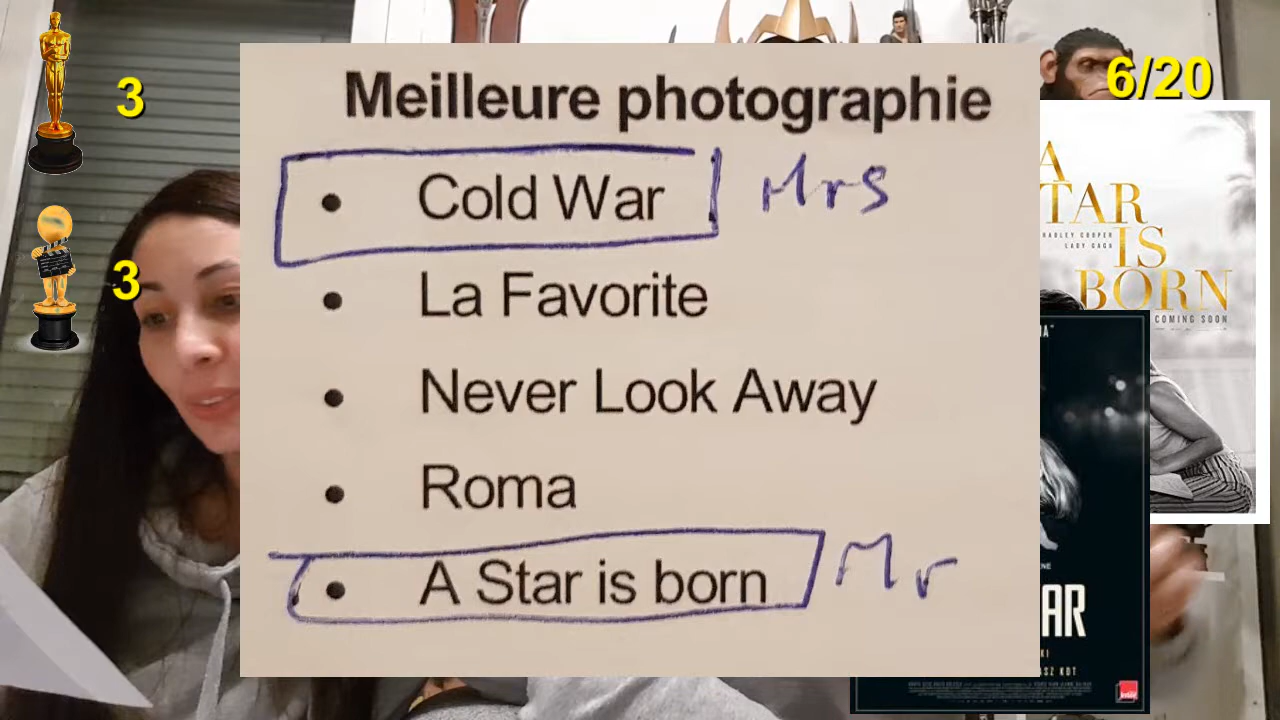 3
3
6/20
Meilleure photographie
• Cold War Mrs
• La Favorite
• Never Look Away
• Roma
• A Star is born Mr
A
TAR
BRADLEY COOPER
LADY GAGA
IS
BORN
COMING SOON
AR